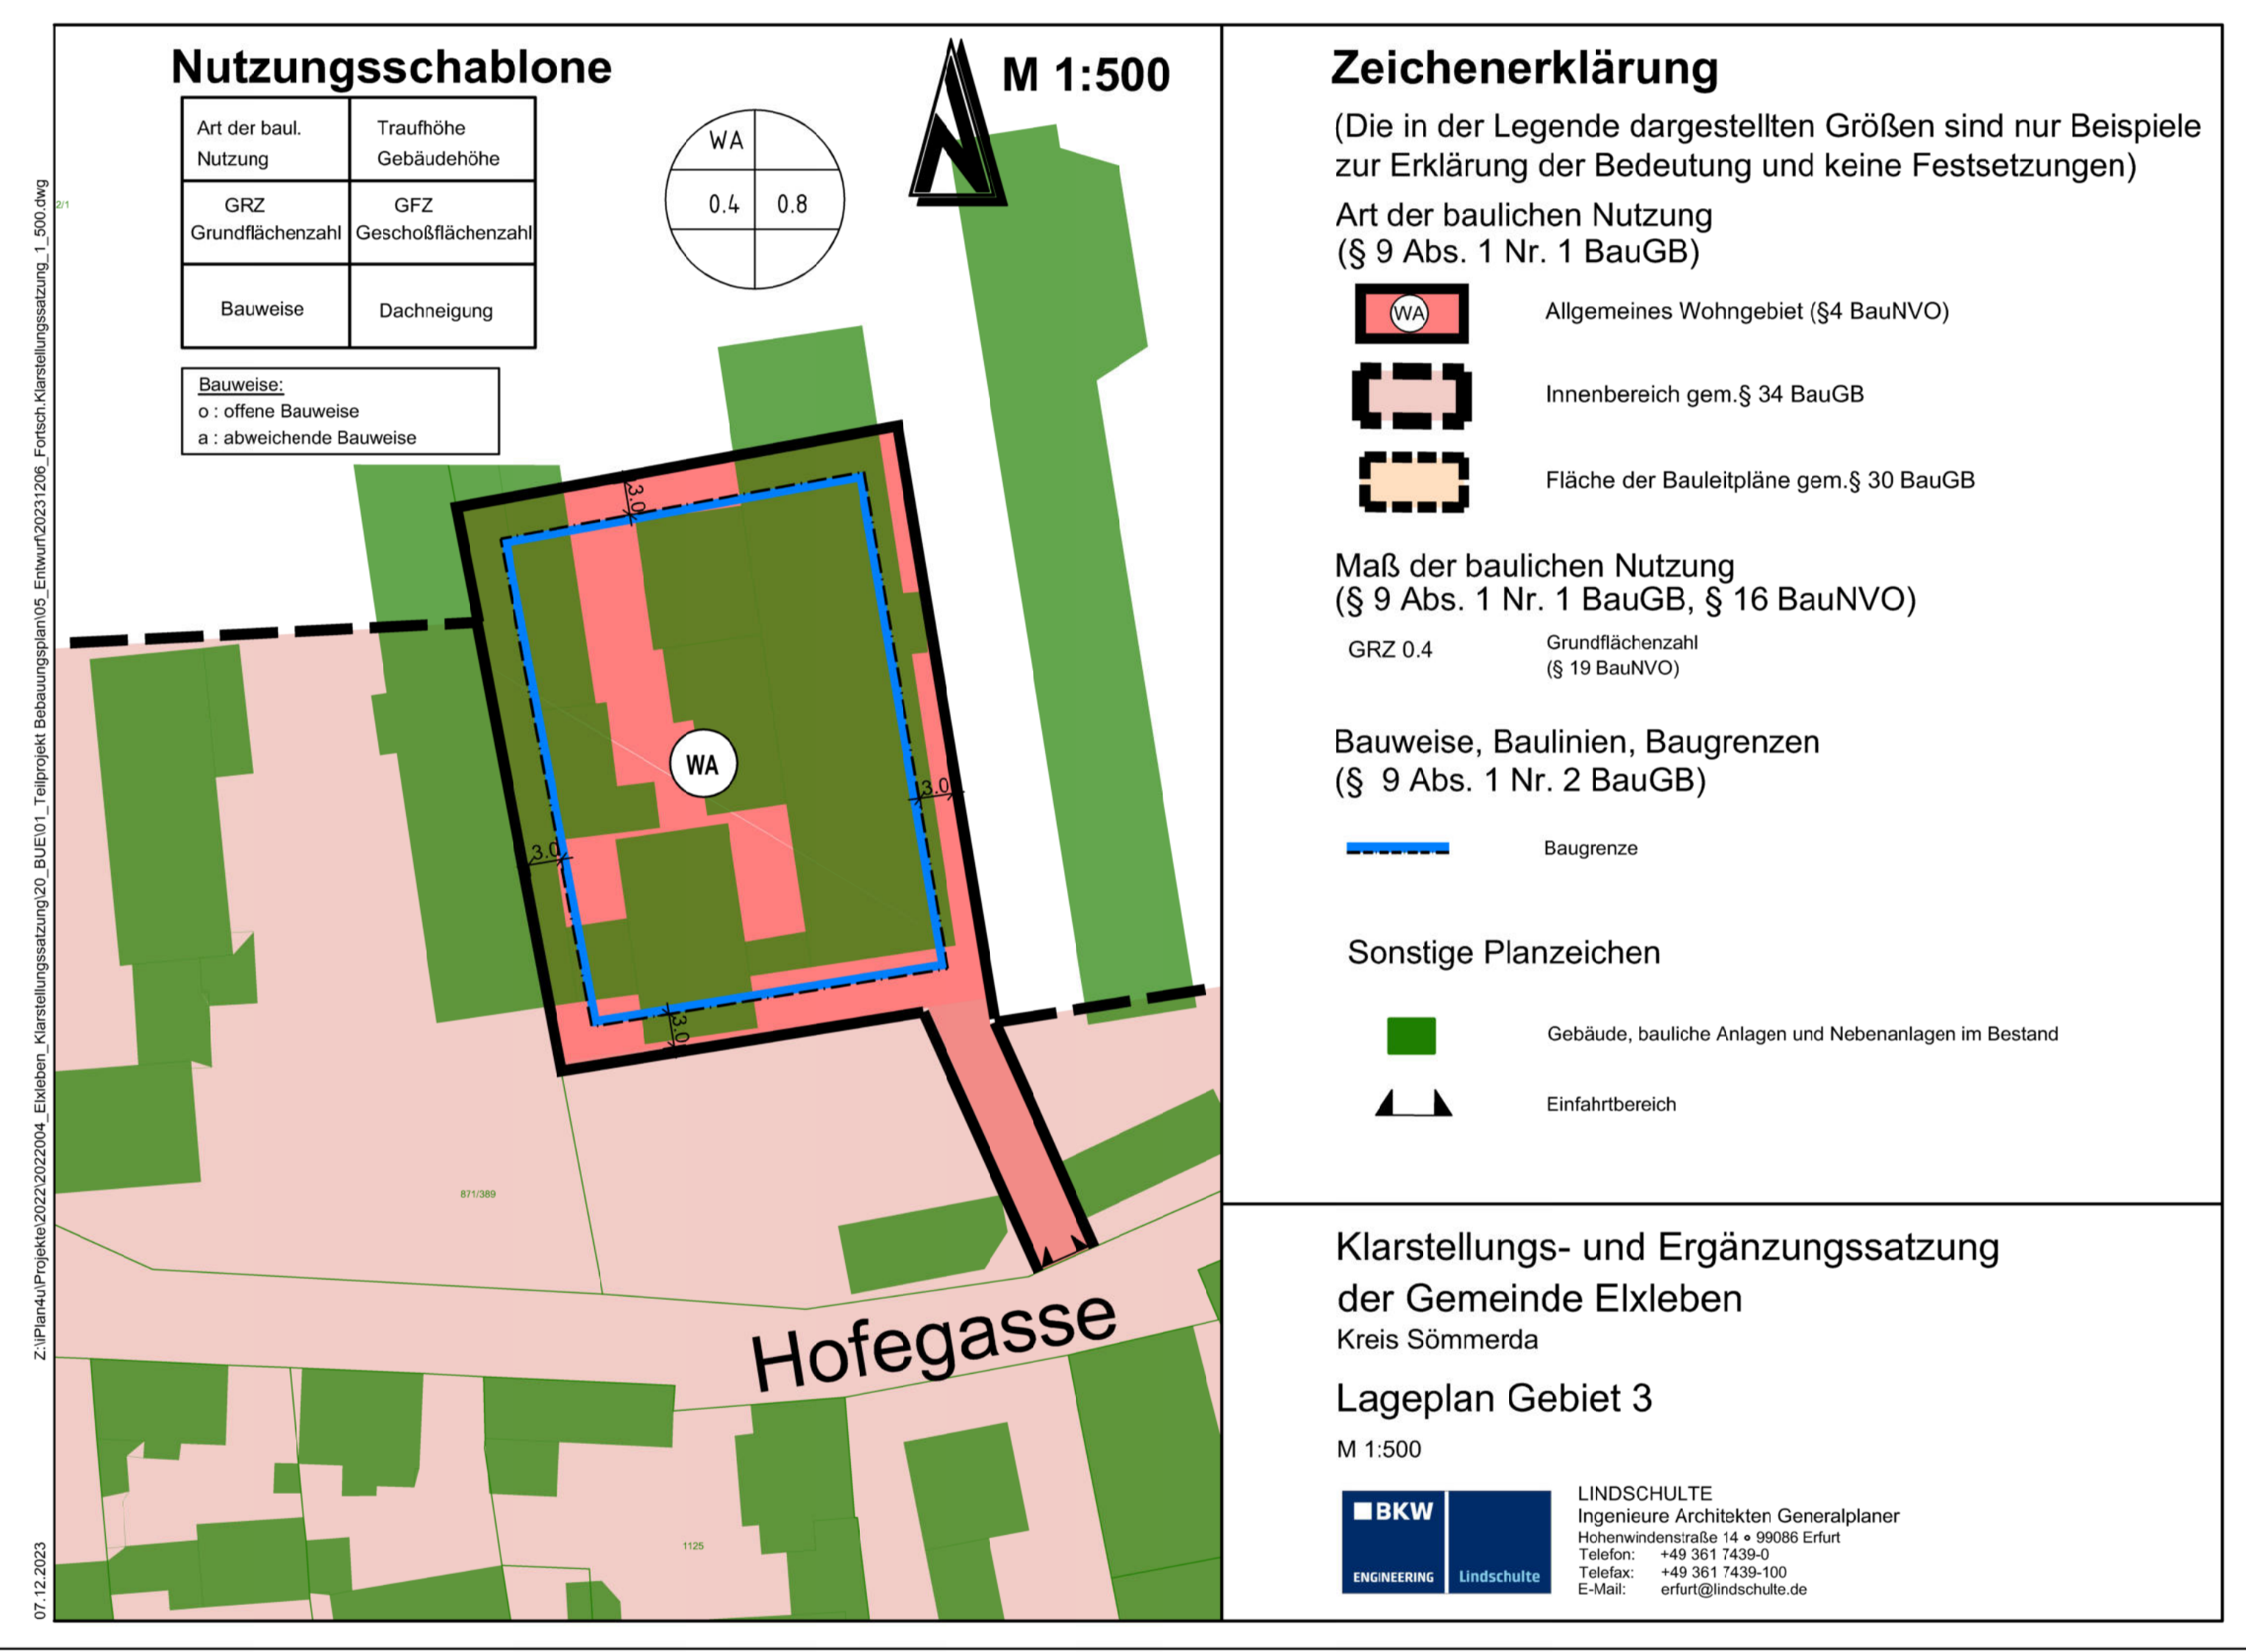 Nutzungsschablone
M 1:500
Art der baul.
Nutzung
Traufhöhe
Gebäudehöhe
GRZ
Grundflächenzahl
GFZ
Geschoßflächenzahl
Bauweise
Dachneigung
Bauweise:
o : offene Bauweise
a : abweichende Bauweise
WA
0.4
0.8
N
2/1
3.0
WA
3.0
3.0
3.0
871/389
Hofegasse
1125
Z:\iPlan4u\Projekte\2022\2022004_Elxleben_Klarstellungssatzung\20_BUE\01_Teilprojekt Bebauungsplan\05_Entwurf\20231206_Fortsch.Klarstellungssatzung_1_500.dwg
07.12.2023
Zeichenerklärung
(Die in der Legende dargestellten Größen sind nur Beispiele
zur Erklärung der Bedeutung und keine Festsetzungen)
Art der baulichen Nutzung
(§ 9 Abs. 1 Nr. 1 BauGB)
WA
Allgemeines Wohngebiet (§4 BauNVO)
Innenbereich gem.§ 34 BauGB
Fläche der Bauleitpläne gem.§ 30 BauGB
Maß der baulichen Nutzung
(§ 9 Abs. 1 Nr. 1 BauGB, § 16 BauNVO)
GRZ 0.4
Grundflächenzahl
(§ 19 BauNVO)
Bauweise, Baulinien, Baugrenzen
(§ 9 Abs. 1 Nr. 2 BauGB)
Baugrenze
Sonstige Planzeichen
Gebäude, bauliche Anlagen und Nebenanlagen im Bestand
Einfahrtbereich
Klarstellungs- und Ergänzungssatzung
der Gemeinde Elxleben
Kreis Sömmerda
Lageplan Gebiet 3
M 1:500
BKW
ENGINEERING
Lindschulte
LINDSCHULTE
Ingenieure Architekten Generalplaner
Hohenwindenstraße 14 ∘ 99086 Erfurt
Telefon: +49 361 7439-0
Telefax: +49 361 7439-100
E-Mail: erfurt@lindschulte.de